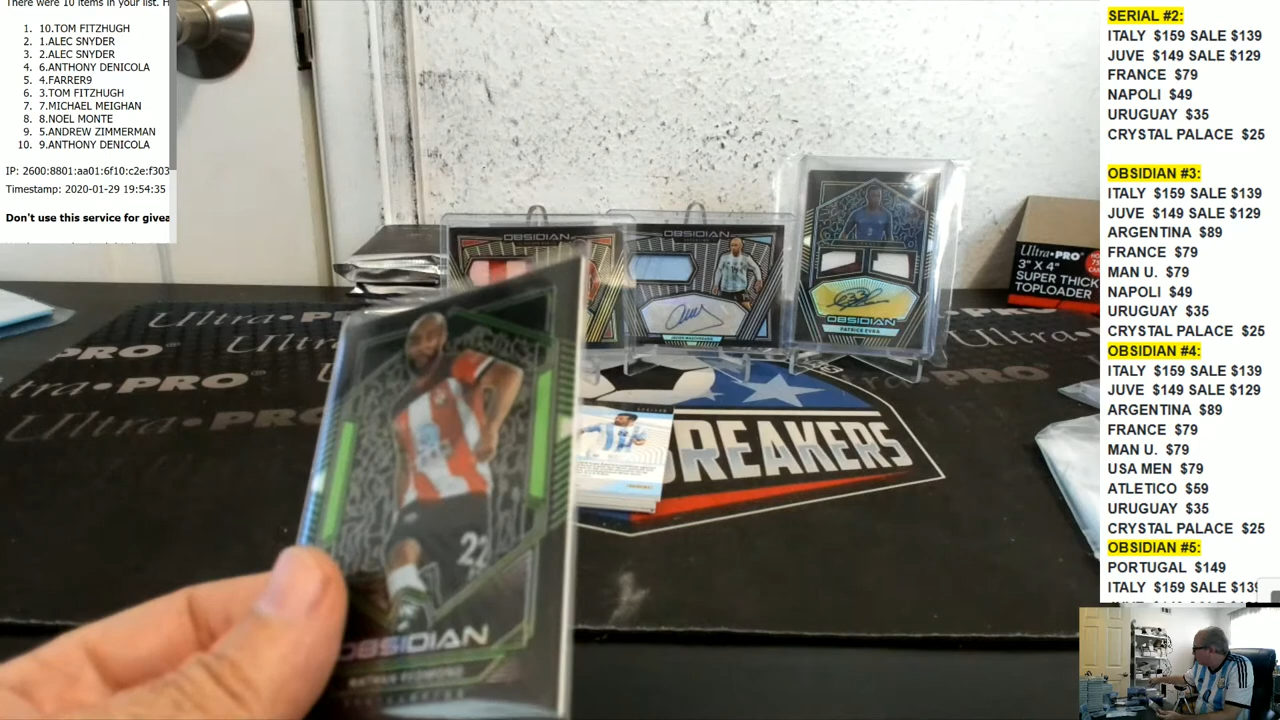 There were 10 items in your list. H
1. 10.TOM FITZHUGH
2. 1.ALEC SNYDER
3. 2.ALEC SNYDER
4. 6.ANTHONY DENICOLA
5. 4.FARRER9
6. 3.TOM FITZHUGH
7. 7.MICHAEL MEIGHAN
8. 8.NOEL MONTE
9. 5.ANDREW ZIMMERMAN
10. 9.ANTHONY DENICOLA
IP: 2600:8801:aa01:6f10:c2e:f303
Timestamp: 2020-01-29 19:54:35
Don't use this service for givea
OBSIDIAN
OBSIDIAN
OBSIDIAN
JAVIER MASCHERANO
PATRICE EVRA
Ultra•PRO
3" X 4"
SUPER THICK
TOPLOADER
Ultra•PRO
PRO
Ultra•PRO
BREAKERS
22
OBSIDIAN
NATHAN REDMOND
SERIAL #2:
ITALY $159 SALE $139
JUVE $149 SALE $129
FRANCE $79
NAPOLI $49
URUGUAY $35
CRYSTAL PALACE $25
OBSIDIAN #3:
ITALY $159 SALE $139
JUVE $149 SALE $129
ARGENTINA $89
FRANCE $79
MAN U. $79
NAPOLI $49
URUGUAY $35
CRYSTAL PALACE $25
OBSIDIAN #4:
ITALY $159 SALE $139
JUVE $149 SALE $129
ARGENTINA $89
FRANCE $79
MAN U. $79
USA MEN $79
ATLETICO $59
URUGUAY $35
CRYSTAL PALACE $25
OBSIDIAN #5:
PORTUGAL $149
ITALY $159 SALE $139